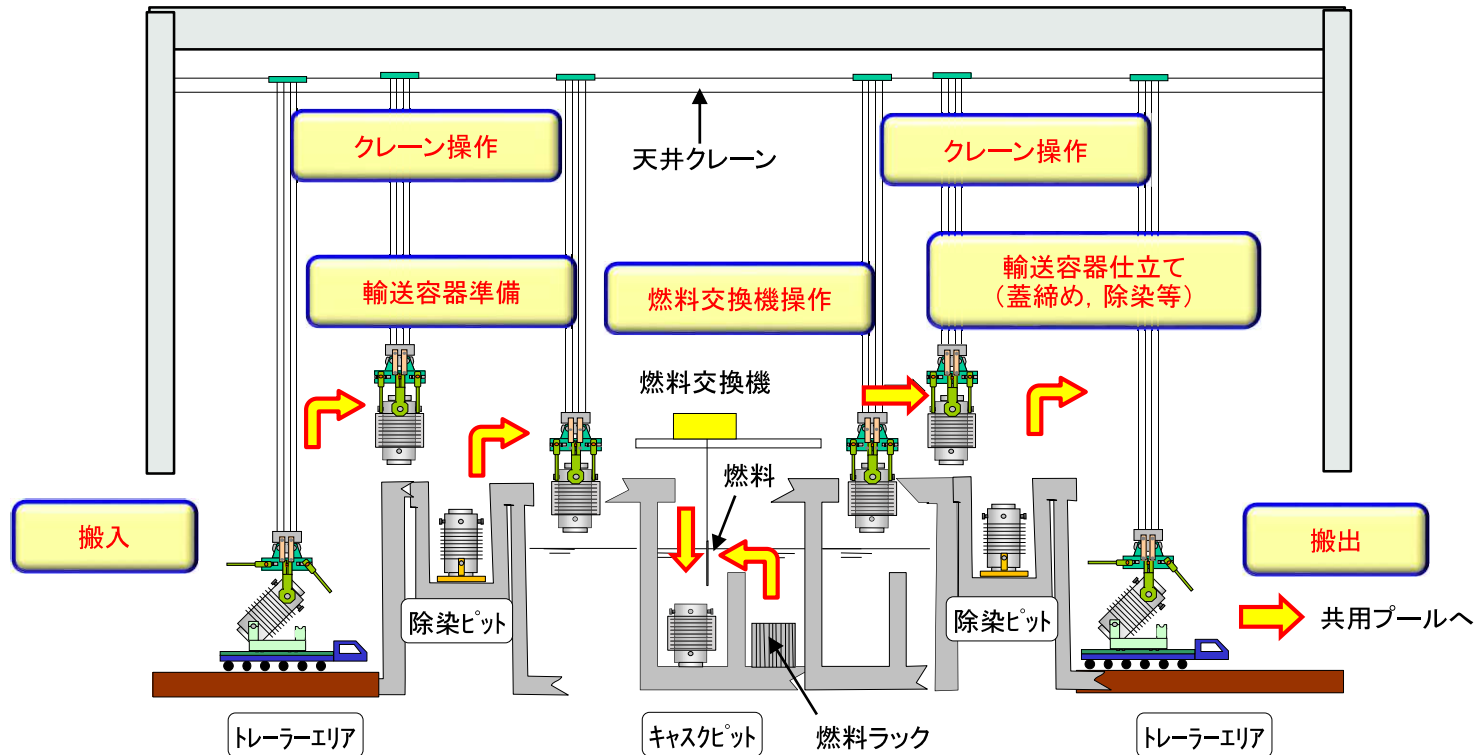 クレーン操作
天井クレーン
クレーン操作
輸送容器準備
燃料交換機操作
輸送容器仕立て
（蓋締め，除染等）
燃料交換機
燃料
搬入
搬出
除染ピット
除染ピット
共用プールへ
トレーラーエリア
キャスクピット
燃料ラック
トレーラーエリア